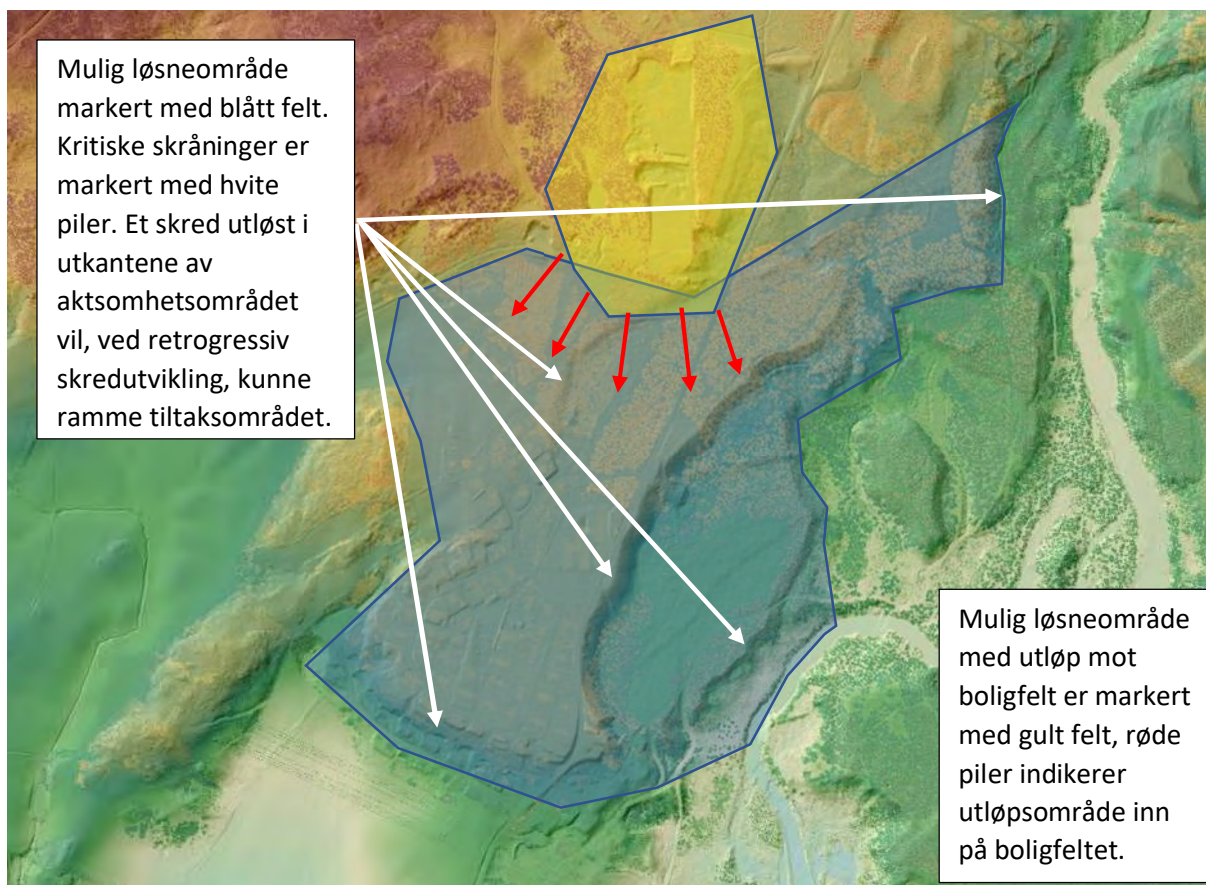 Mulig løsneområde
markert med blått felt.
Kritiske skråninger er
markert med hvite
piler. Et skred utløst i
utkantene av
aktsomhetsområdet
vil, ved retrogressiv
skredutvikling, kunne
ramme tiltaksområdet.
Mulig løsneområde
med utløp mot
boligfelt er markert
med gult felt, røde
piler indikerer
utløpsområde inn
på boligfeltet.